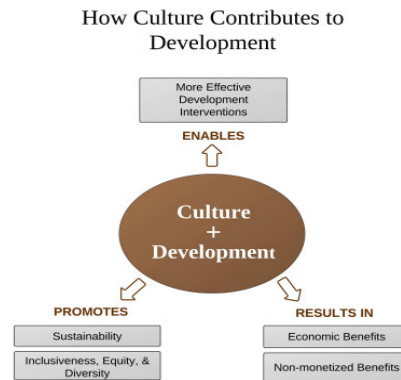 How Culture Contributes to
Development
More Effective
Development
Interventions
ENABLES
Culture
+
Development
PROMOTES
Sustainability
Inclusiveness, Equity, &
Diversity
RESULTS IN
Economic Benefits
Non-monetized Benefits